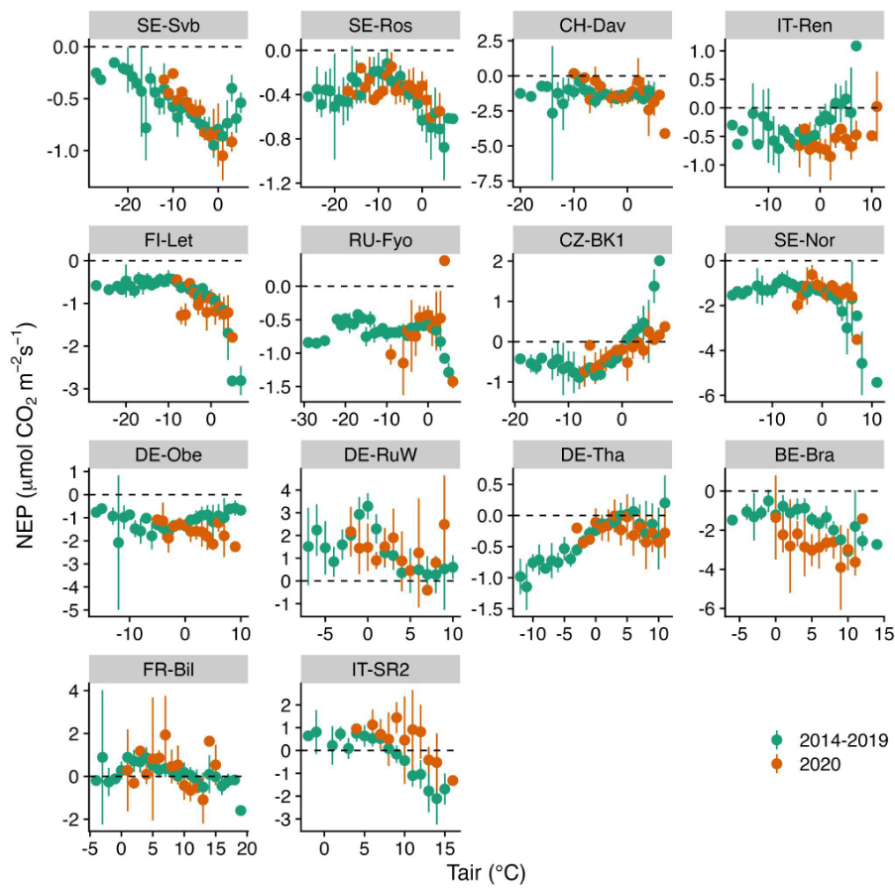 SE-Svb SE-Ros CH-Dav IT-Ren
0.0 0.0 2.5 1.0
-0.5 -0.4 0.0 0.5
-1.0 -0.8 -2.5 0.0
-1.2 -5.0 -0.5
-7.5 -1.0
-20 -10 0 -20 -10 0 -20 -10 0 -10 0 10
FI-Let RU-Fyo CZ-BK1 SE-Nor
0 0.0 2 0
-1 -0.5 1 -2
-2 -1.0 0 -4
-3 -1.5 -1 -6
-20 -10 0 -30 -20 -10 0 -20 -10 0 -10 0 10
DE-Obe DE-RuW DE-Tha BE-Bra
1 4 0.5 0
0 3 0.0 -2
-1 2 -0.5 -4
-2 1 -1.0 -6
-3 0 -1.5
-4 -1
-5
-10 0 10 -5 0 5 10 -10 -5 0 5 10 -5 0 5 10 15
FR-Bil IT-SR2
4 3
2 2
0 1
-2 0
-1
-2
-3
-5 0 5 10 15 20 0 5 10 15
2014-2019
2020
NEP (μmol CO₂ m⁻²s⁻¹)
Tair (°C)